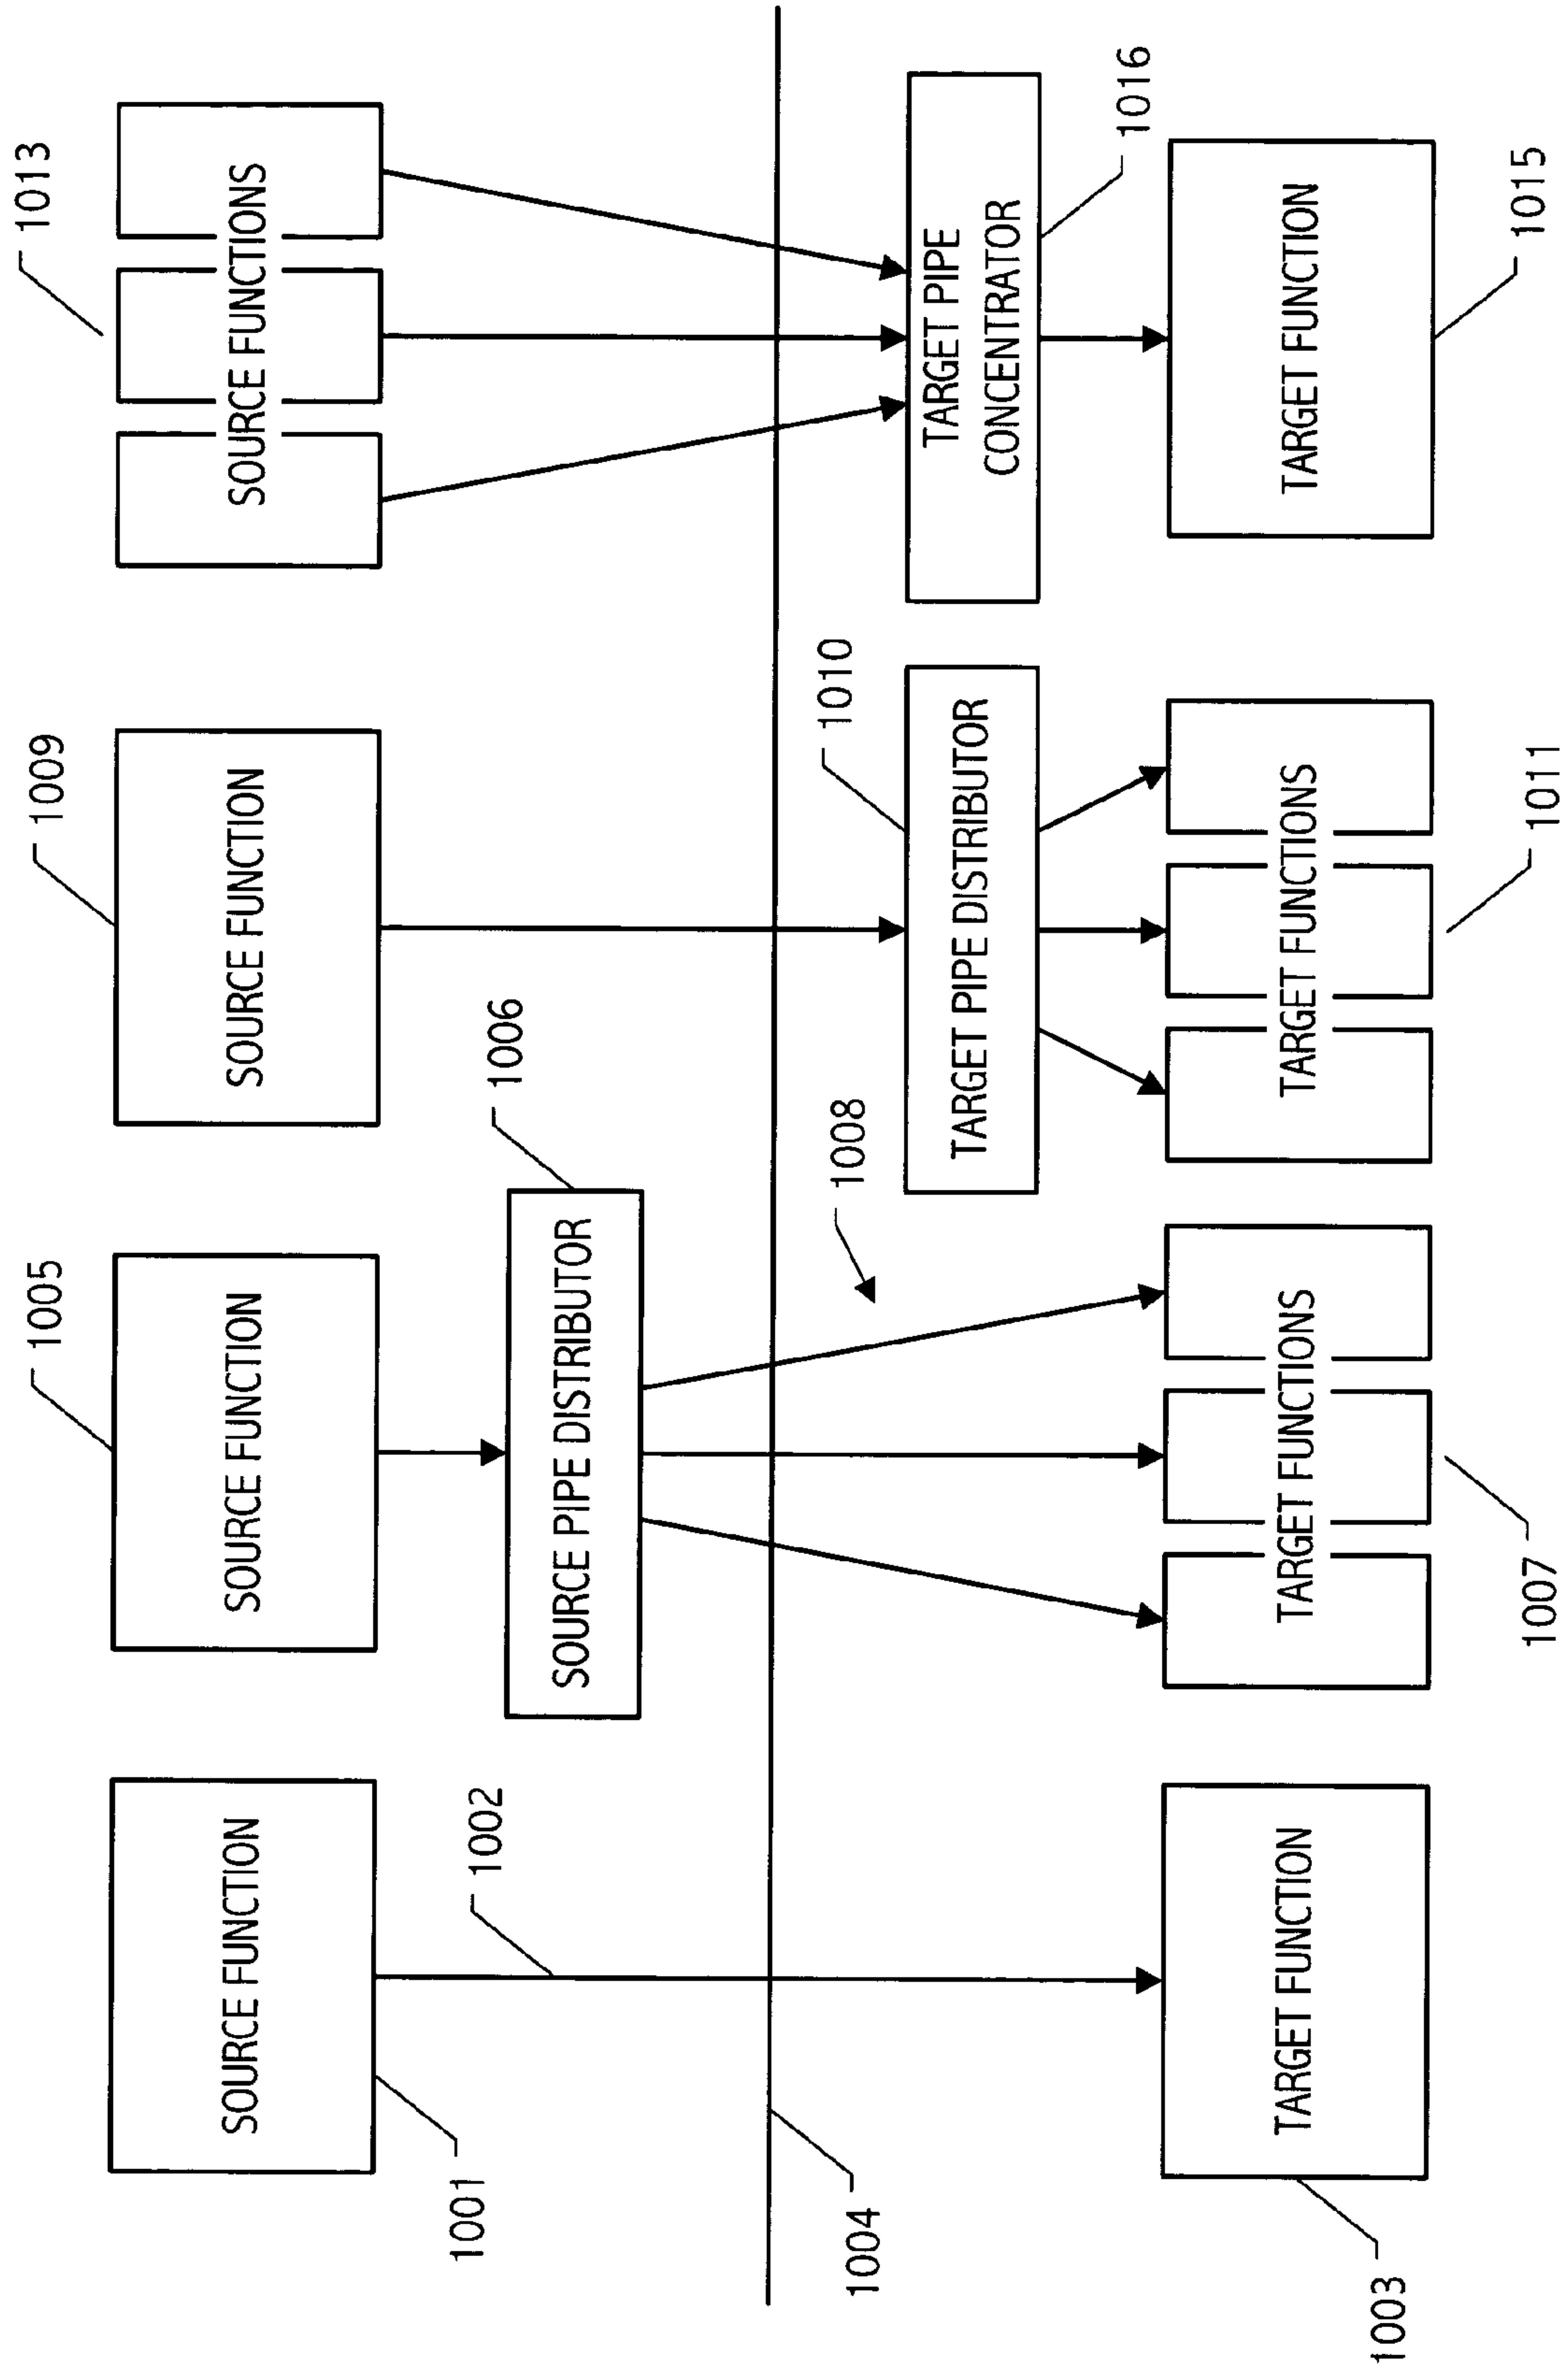 1005
1009
1013
SOURCE FUNCTION
SOURCE FUNCTION
SOURCE FUNCTION
SOURCE FUNCTIONS
1001
1002
1006
SOURCE PIPE DISTRIBUTOR
1004
1008
1010
TARGET PIPE DISTRIBUTOR
TARGET PIPE
CONCENTRATOR
1016
TARGET FUNCTION
TARGET FUNCTIONS
TARGET FUNCTIONS
TARGET FUNCTION
1003
1007
1011
1015